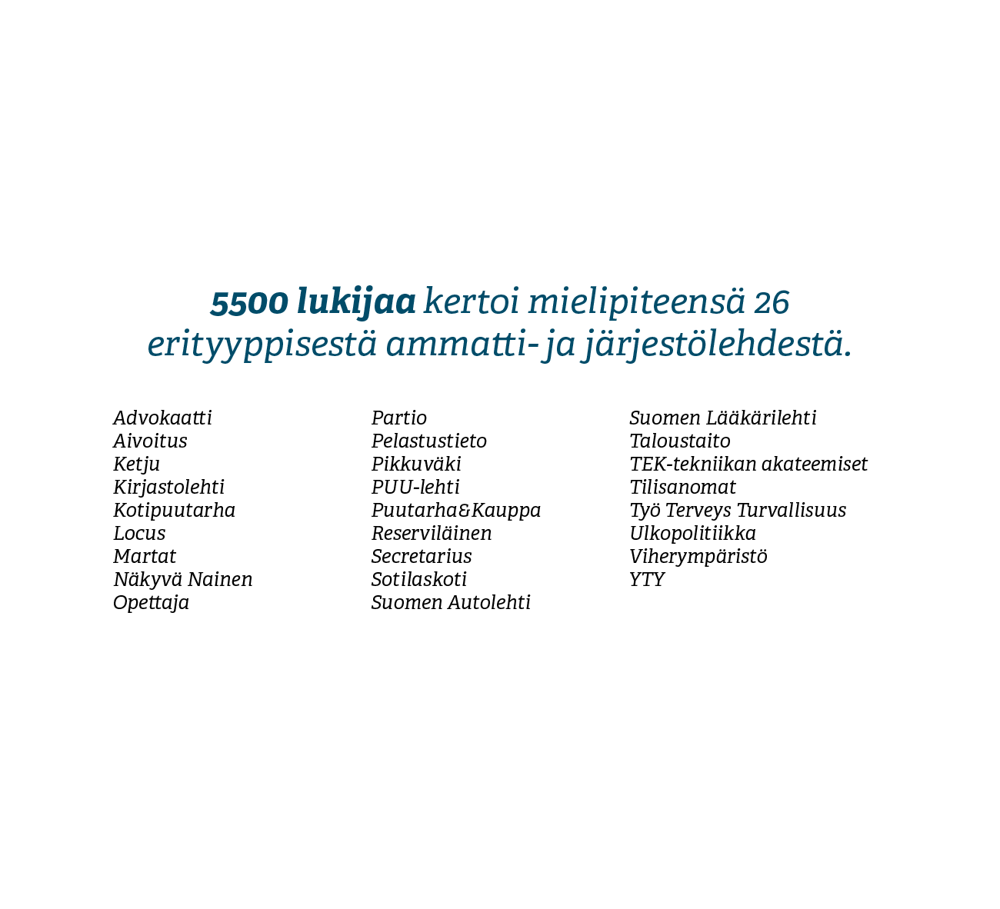 5500 lukijaa kertoi mielipiteensä 26
erityyppisestä ammatti- ja järjestölehdestä.
Advokaatti
Aivoitus
Ketju
Kirjastolehti
Kotipuutarha
Locus
Martat
Näkyvä Nainen
Opettaja
Partio
Pelastustieto
Pikkuväki
PUU-lehti
Puutarha&Kauppa
Reserviläinen
Secretarius
Sotilaskoti
Suomen Autolehti
Suomen Lääkärilehti
Taloustaito
TEK-tekniikan akateemiset
Tilisanomat
Työ Terveys Turvallisuus
Ulkopolitiikka
Viherympäristö
YTY